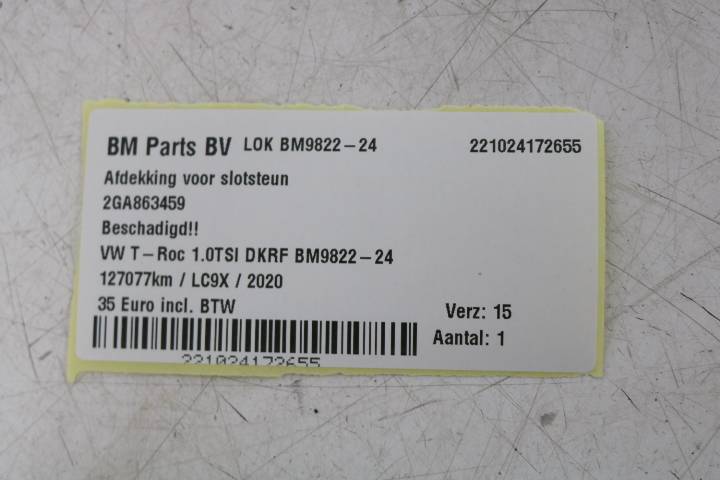 BM Parts BV LOK BM9822-24 221024172655
Afdekking voor slotsteun
2GA863459
Beschadigd!!
VW T-Roc 1.0TSI DKRF BM9822-24
127077km / LC9X / 2020
35 Euro incl. BTW Verz: 15
Aantal: 1
221024172655